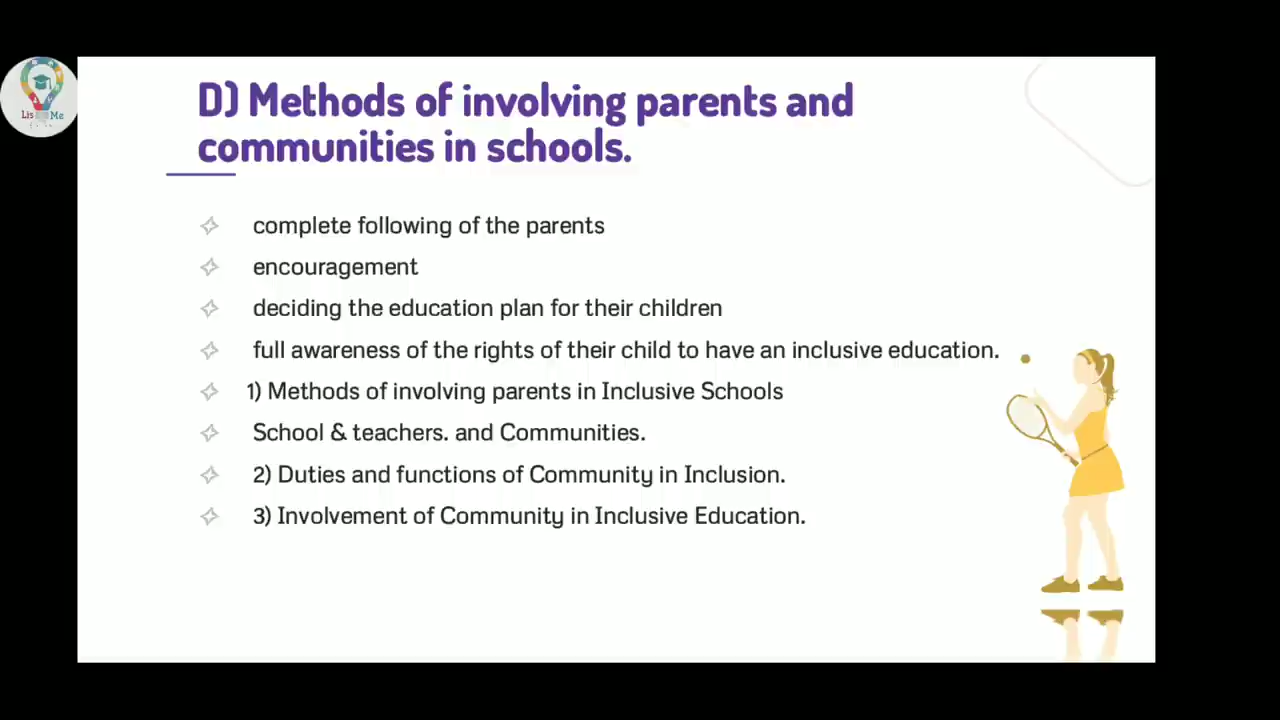 D) Methods of involving parents and
communities in schools.
complete following of the parents
encouragement
deciding the education plan for their children
full awareness of the rights of their child to have an inclusive education.
1) Methods of involving parents in Inclusive Schools
School & teachers. and Communities.
2) Duties and functions of Community in Inclusion.
3) Involvement of Community in Inclusive Education.